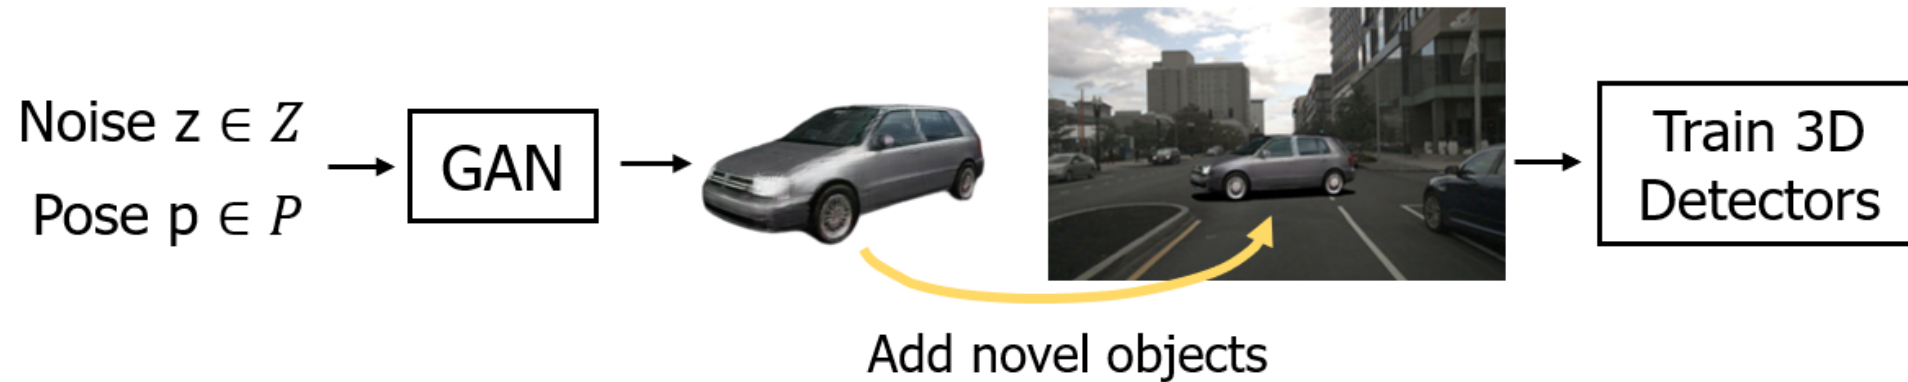 Noise z ∈ Z
Pose p ∈ P
GAN
Add novel objects
Train 3D
Detectors